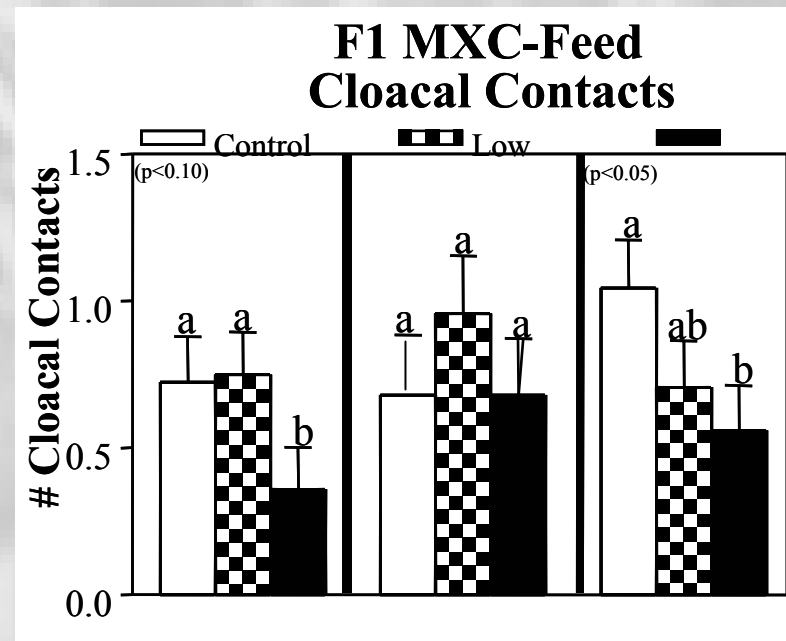 F1 MXC-Feed
Cloacal Contacts
Control Low
(p<0.10) (p<0.05)
# Cloacal Contacts
1.5
1.0
0.5
0.0
a a b
a a a
a ab b